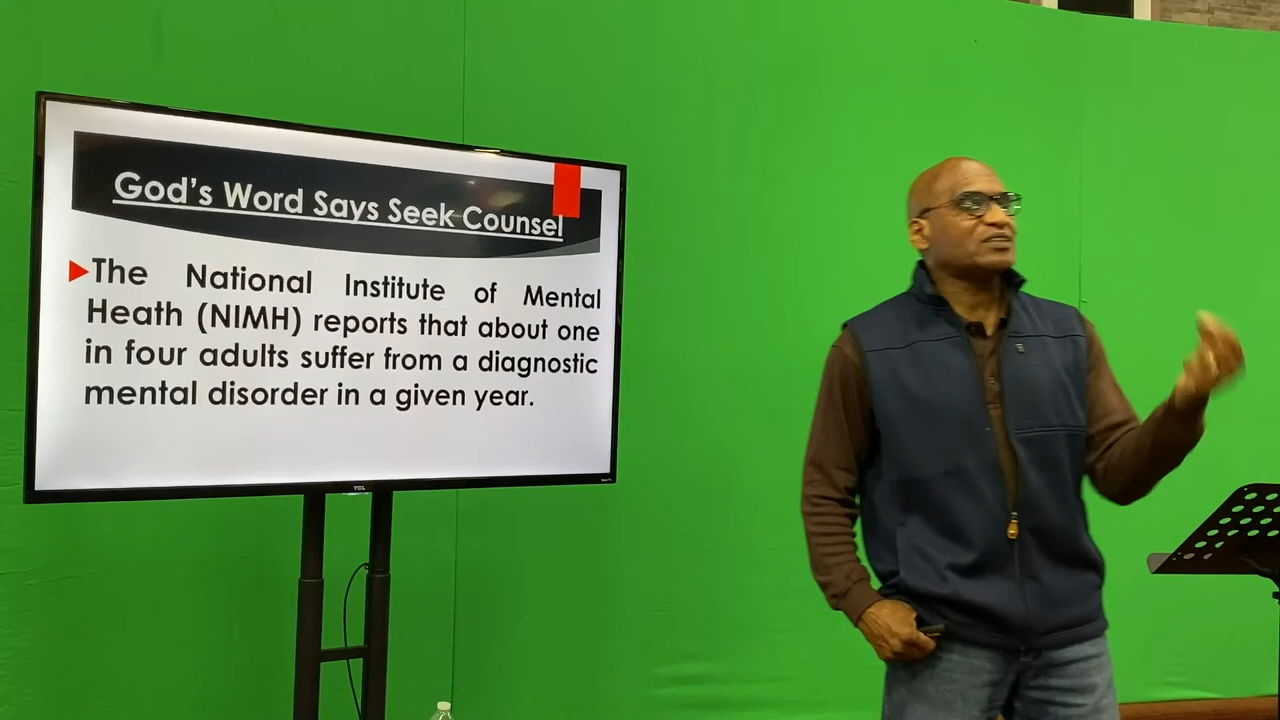 God's Word Says Seek Counsel
The National Institute of Mental
Heath (NIMH) reports that about one
in four adults suffer from a diagnostic
mental disorder in a given year.
TCL